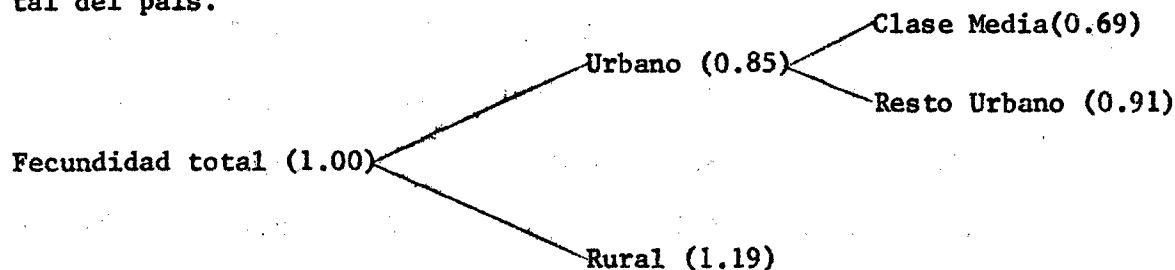 tal del país.
Clase Media(0.69)
Urbano (0.85)
Resto Urbano (0.91)
Fecundidad total (1.00)
Rural (1.19)